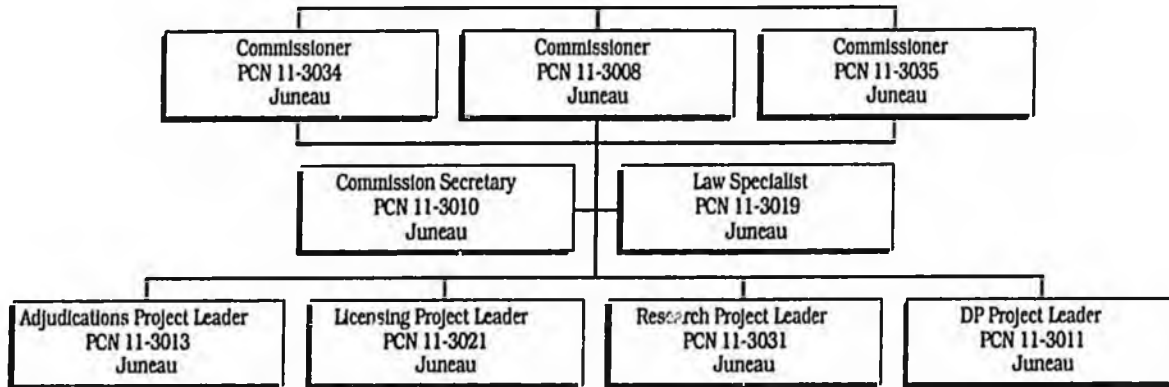 Commissioner
PCN 11-3034
Juneau
Commissioner
PCN 11-3008
Juneau
Commissioner
PCN 11-3035
Juneau
Commission Secretary
PCN 11-3010
Juneau
Law Specialist
PCN 11-3019
Juneau
Adjudications Project Leader
PCN 11-3013
Juneau
Licensing Project Leader
PCN 11-3021
Juneau
Research Project Leader
PCN 11-3031
Juneau
DP Project Leader
PCN 11-3011
Juneau